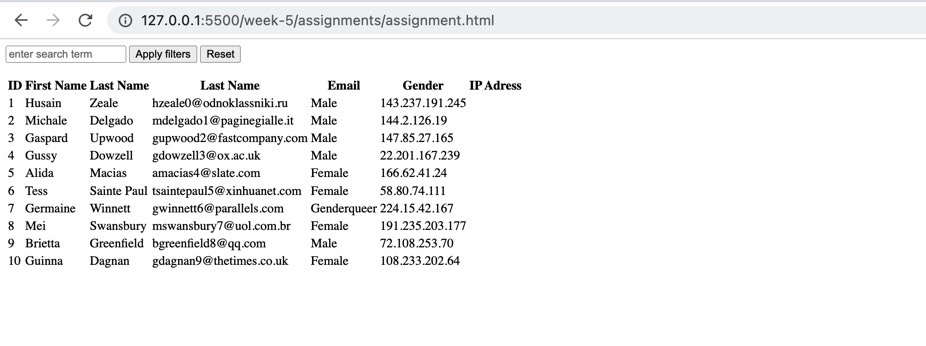 127.0.0.1:5500/week-5/assignments/assignment.html
enter search term Apply filters Reset
ID First Name Last Name Last Name Email Gender IP Adress
1 Husain Zeale hzeale0@odnoklassniki.ru Male 143.237.191.245
2 Michale Delgado mdelgado1@paginegialle.it Male 144.2.126.19
3 Gaspard Upwood gupwood2@fastcompany.com Male 147.85.27.165
4 Gussy Dowzell gdowzell3@ox.ac.uk Male 22.201.167.239
5 Alida Macias amacias4@slate.com Female 166.62.41.24
6 Tess Sainte Paul tsaintepaul5@xinhuanet.com Female 58.80.74.111
7 Germaine Winnett gwinnett6@parallels.com Genderqueer 224.15.42.167
8 Mei Swansbury mswansbury7@uol.com.br Female 191.235.203.177
9 Brietta Greenfield bgreenfield8@qq.com Male 72.108.253.70
10 Guinna Dagnan gdagnan9@thetimes.co.uk Female 108.233.202.64